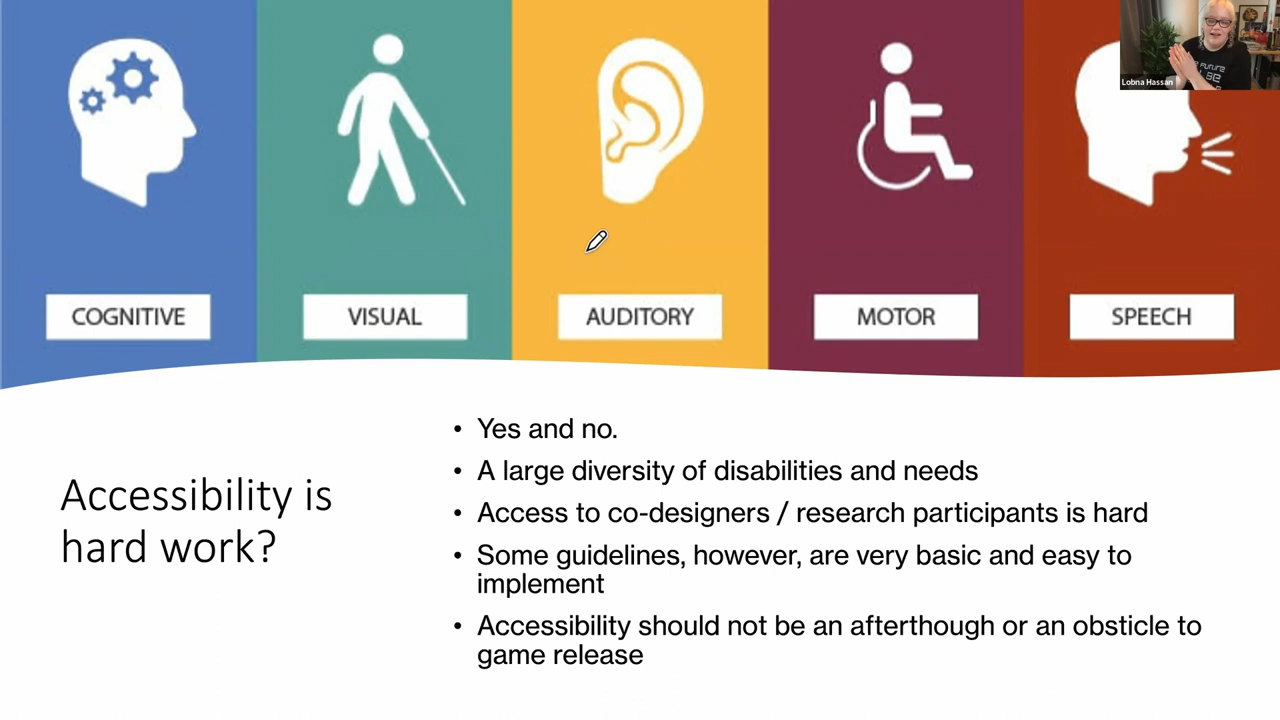 Lobna Hassan
COGNITIVE
VISUAL
AUDITORY
MOTOR
SPEECH
Accessibility is
hard work?
• Yes and no.
• A large diversity of disabilities and needs
• Access to co-designers / research participants is hard
• Some guidelines, however, are very basic and easy to
implement
• Accessibility should not be an afterthough or an obsticle to
game release